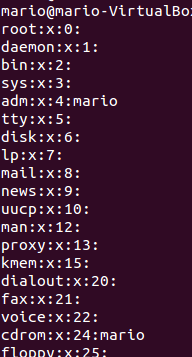 mario@mario-VirtualBo
root:x:0:
daemon:x:1:
bin:x:2:
sys:x:3:
adm:x:4:mario
tty:x:5:
disk:x:6:
lp:x:7:
mail:x:8:
news:x:9:
uucp:x:10:
man:x:12:
proxy:x:13:
kmem:x:15:
dialout:x:20:
fax:x:21:
voice:x:22:
cdrom:x:24:mario
floppy:x:25: